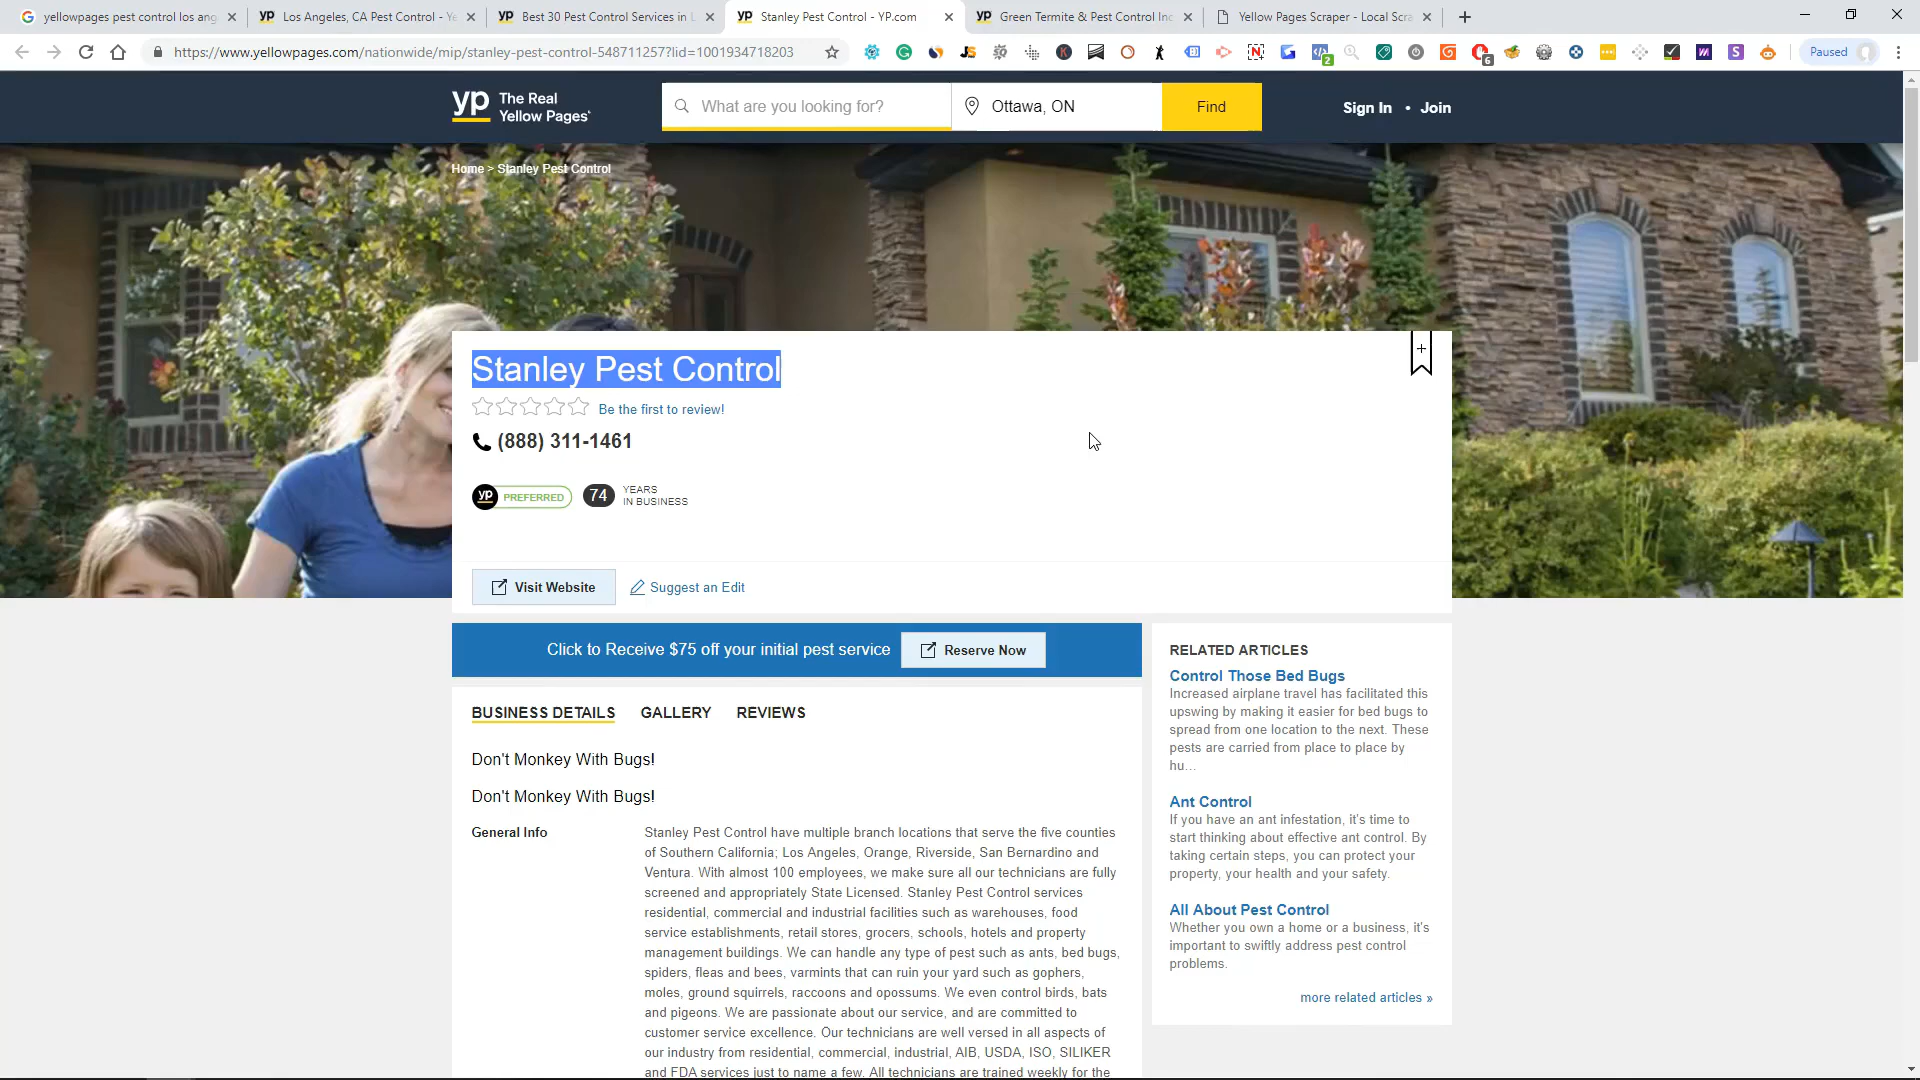 yellowpages pest control los ang
Los Angeles, CA Pest Control - Ye
Best 30 Pest Control Services in L
Stanley Pest Control - YP.com
Green Termite & Pest Control Inc
Yellow Pages Scraper - Local Scra
https://www.yellowpages.com/nationwide/mip/stanley-pest-control-548711257?lid=1001934718203
2
6
Paused
yp The Real Yellow Pages
What are you looking for?
Ottawa, ON
Find
Sign In • Join
Home > Stanley Pest Control
Stanley Pest Control
Be the first to review!
(888) 311-1461
yp PREFERRED
74 YEARS IN BUSINESS
Visit Website
Suggest an Edit
Click to Receive $75 off your initial pest service
Reserve Now
BUSINESS DETAILS GALLERY REVIEWS
Don't Monkey With Bugs!
Don't Monkey With Bugs!
General Info
Stanley Pest Control have multiple branch locations that serve the five counties
of Southern California; Los Angeles, Orange, Riverside, San Bernardino and
Ventura. With almost 100 employees, we make sure all our technicians are fully
screened and appropriately State Licensed. Stanley Pest Control services
residential, commercial and industrial facilities such as warehouses, food
service establishments, retail stores, grocers, schools, hotels and property
management buildings. We can handle any type of pest such as ants, bed bugs,
spiders, fleas and bees, varmints that can ruin your yard such as gophers,
moles, ground squirrels, raccoons and opossums. We even control birds, bats
and pigeons. We are passionate about our service, and are committed to
customer service excellence. Our technicians are well versed in all aspects of
our industry from residential, commercial, industrial, AIB, USDA, ISO, SILIKER
and FDA services just to name a few. All technicians are trained weekly for the
RELATED ARTICLES
Control Those Bed Bugs
Increased airplane travel has facilitated this
upswing by making it easier for bed bugs to
spread from one location to the next. These
pests are carried from place to place by
hu...
Ant Control
If you have an ant infestation, it's time to
start thinking about effective ant control. By
taking certain steps, you can protect your
property, your health and your safety.
All About Pest Control
Whether you own a home or a business, it's
important to swiftly address pest control
problems.
more related articles »